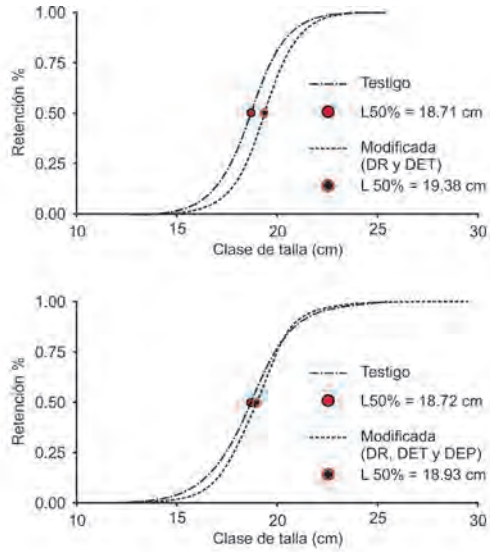 1.00
0.75
0.50
0.25
0.00
Retención %
10 15 20 25 30
Clase de talla (cm)
Testigo
L50% = 18.71 cm
Modificada
(DR y DET)
L 50% = 19.38 cm
1.00
0.75
0.50
0.25
0.00
Retención %
10 15 20 25 30
Clase de talla (cm)
Testigo
L50% = 18.72 cm
Modificada
(DR, DET y DEP)
L 50% = 18.93 cm